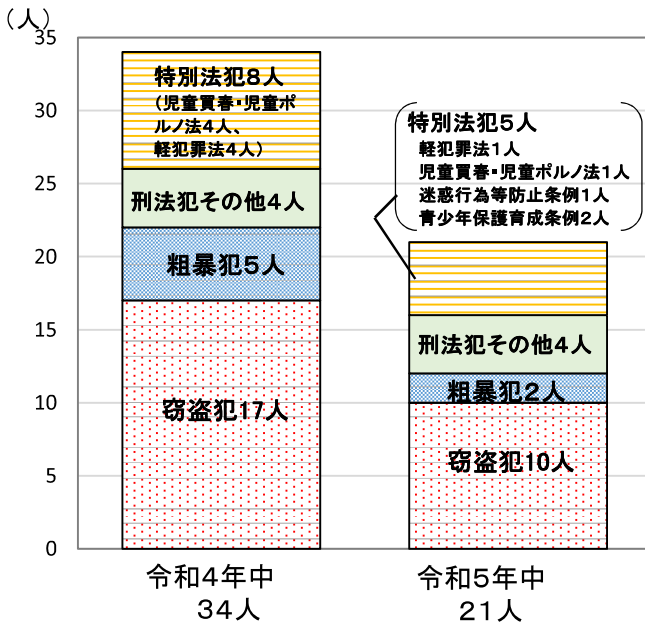 (人)
35
30
25
20
15
10
5
0
特別法犯8人
(児童買春・児童ポ
ルノ法4人、
軽犯罪法4人)
刑法犯その他4人
粗暴犯5人
窃盗犯17人
特別法犯5人
軽犯罪法1人
児童買春・児童ポルノ法1人
迷惑行為等防止条例1人
青少年保護育成条例2人
刑法犯その他4人
粗暴犯2人
窃盗犯10人
令和4年中
34人
令和5年中
21人